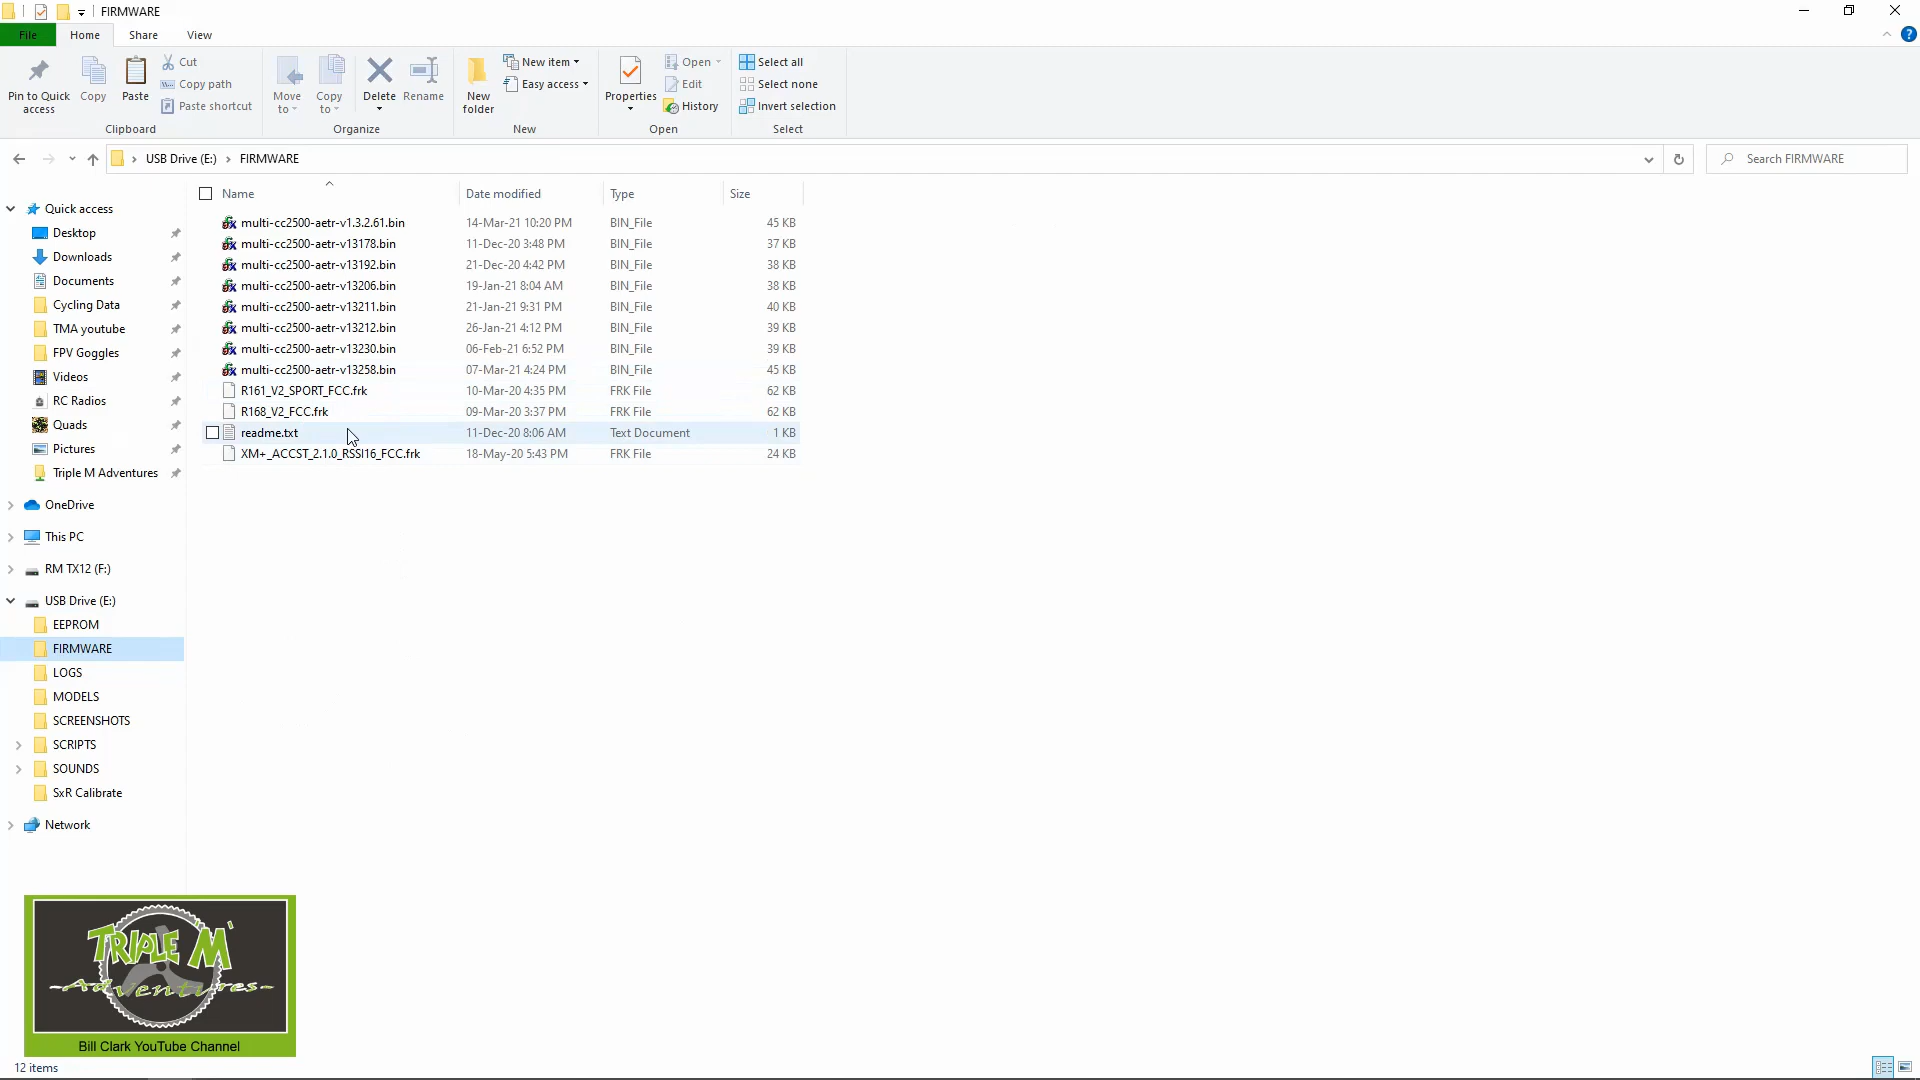 FIRMWARE
File Home Share View
Pin to Quick access
Copy
Paste
Cut
Copy path
Paste shortcut
Clipboard
Move to
Copy to
Delete
Rename
Organize
New folder
New item
Easy access
New
Properties
Open
Edit
History
Open
Select all
Select none
Invert selection
Select
USB Drive (E:) FIRMWARE
Search FIRMWARE
Name Date modified Type Size
multi-cc2500-aetr-v1.3.2.61.bin 14-Mar-21 10:20 PM BIN_File 45 KB
multi-cc2500-aetr-v13178.bin 11-Dec-20 3:48 PM BIN_File 37 KB
multi-cc2500-aetr-v13192.bin 21-Dec-20 4:42 PM BIN_File 38 KB
multi-cc2500-aetr-v13206.bin 19-Jan-21 8:04 AM BIN_File 38 KB
multi-cc2500-aetr-v13211.bin 21-Jan-21 9:31 PM BIN_File 40 KB
multi-cc2500-aetr-v13212.bin 26-Jan-21 4:12 PM BIN_File 39 KB
multi-cc2500-aetr-v13230.bin 06-Feb-21 6:52 PM BIN_File 39 KB
multi-cc2500-aetr-v13258.bin 07-Mar-21 4:24 PM BIN_File 45 KB
R161_V2_SPORT_FCC.frk 10-Mar-20 4:35 PM FRK File 62 KB
R168_V2_FCC.frk 09-Mar-20 3:37 PM FRK File 62 KB
readme.txt 11-Dec-20 8:06 AM Text Document 1 KB
XM+_ACCST_2.1.0_RSSI16_FCC.frk 18-May-20 5:43 PM FRK File 24 KB
Quick access
Desktop
Downloads
Documents
Cycling Data
TMA youtube
FPV Goggles
Videos
RC Radios
Quads
Pictures
Triple M Adventures
OneDrive
This PC
RM TX12 (F:)
USB Drive (E:)
EEPROM
FIRMWARE
LOGS
MODELS
SCREENSHOTS
SCRIPTS
SOUNDS
SxR Calibrate
Network
TRIPLE M
-Adventures-
Bill Clark YouTube Channel
12 items